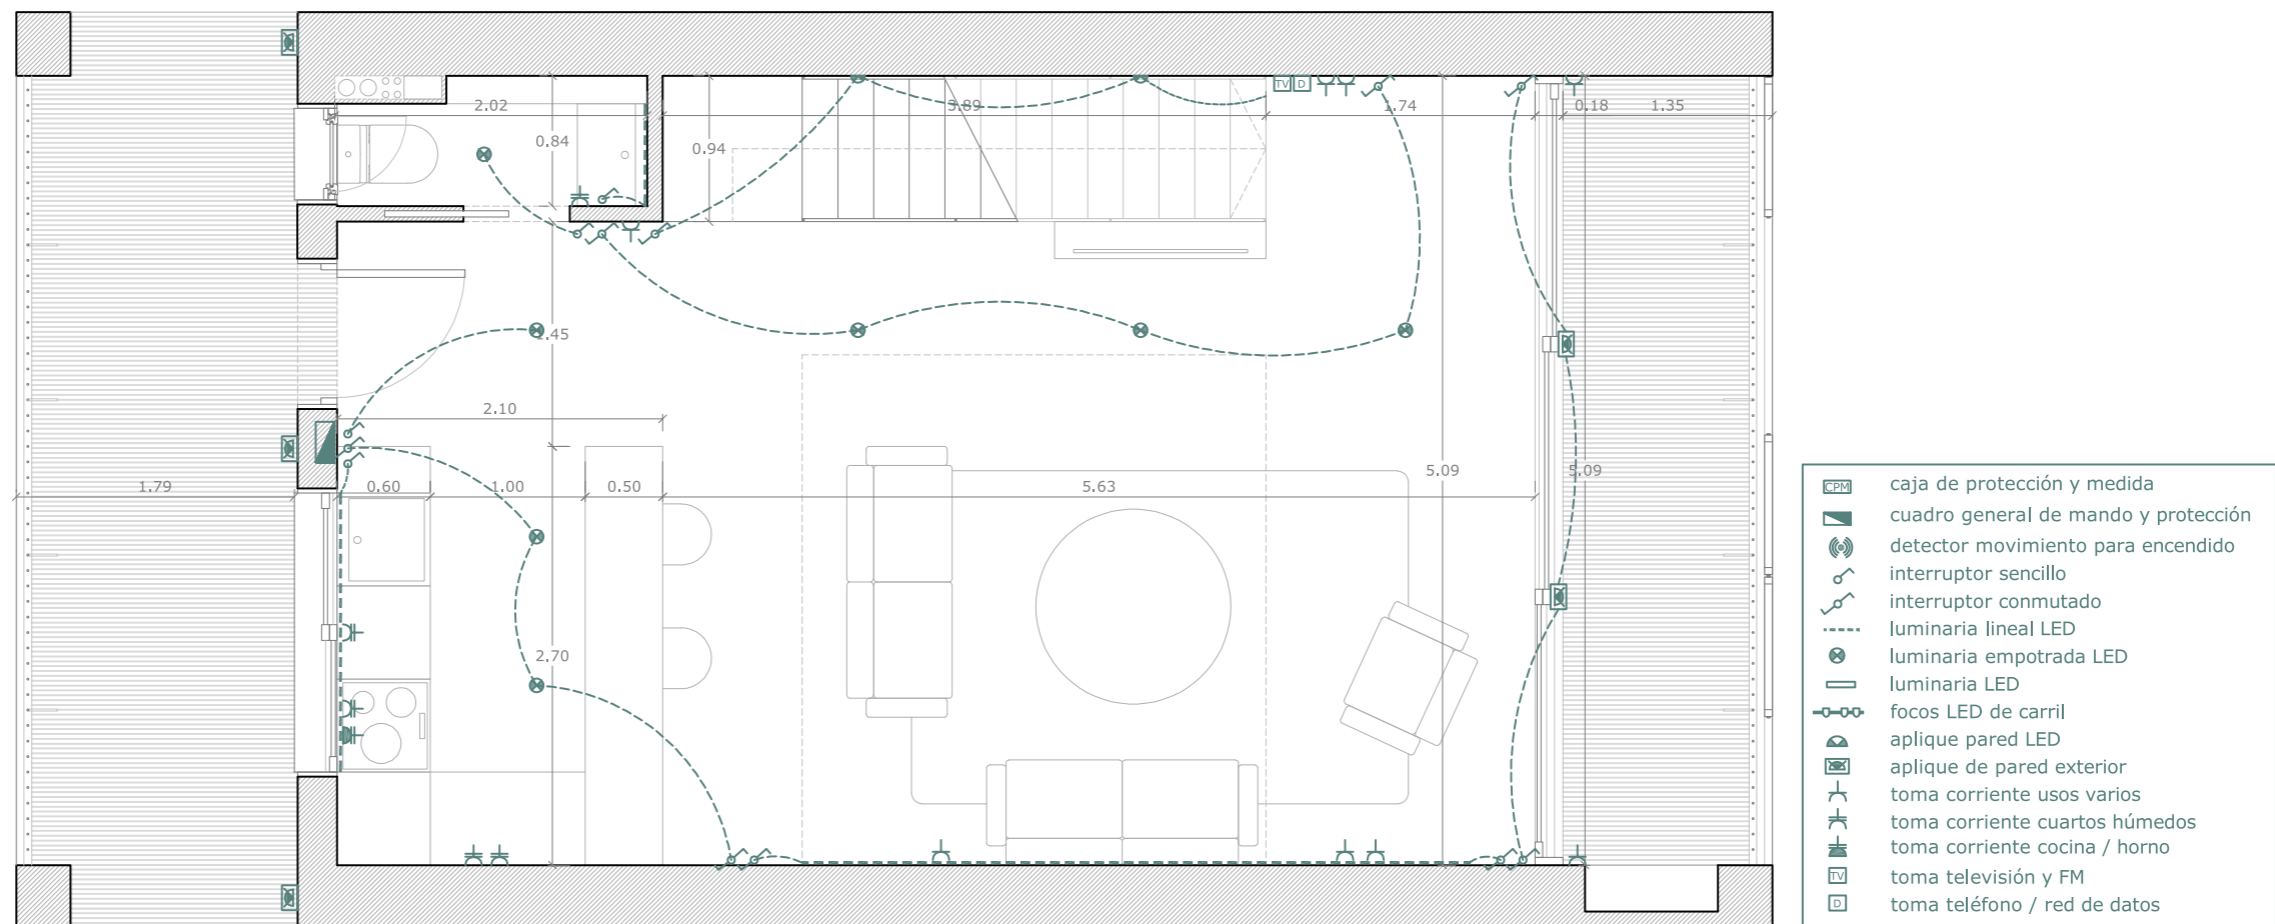 2.02
3.89
1.74
0.18
1.35
TV
D
0.84
0.94
1.45
2.10
1.79
0.60
1.00
0.50
5.63
5.09
5.09
2.70
CPM caja de protección y medida
cuadro general de mando y protección
detector movimiento para encendido
interruptor sencillo
interruptor conmutado
luminaria lineal LED
luminaria empotrada LED
luminaria LED
focos LED de carril
aplique pared LED
aplique de pared exterior
toma corriente usos varios
toma corriente cuartos húmedos
toma corriente cocina / horno
TV toma televisión y FM
D toma teléfono / red de datos